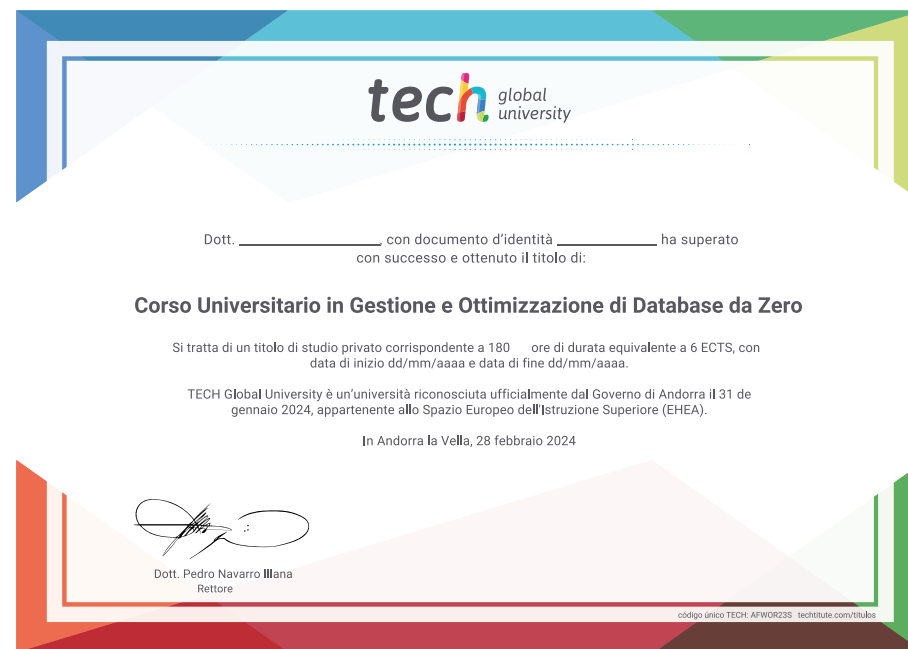 tech global
university
Dott. ________________, con documento d'identità ____________ ha superato
con successo e ottenuto il titolo di:
Corso Universitario in Gestione e Ottimizzazione di Database da Zero
Si tratta di un titolo di studio privato corrispondente a 180 ore di durata equivalente a 6 ECTS, con
data di inizio dd/mm/aaaa e data di fine dd/mm/aaaa.
TECH Global University è un'università riconosciuta ufficialmente dal Governo di Andorra il 31 de
gennaio 2024, appartenente allo Spazio Europeo dell'Istruzione Superiore (EHEA).
In Andorra la Vella, 28 febbraio 2024
Dott. Pedro Navarro Illana
Rettore
código único TECH: AFWOR23S techtitute.com/titulos